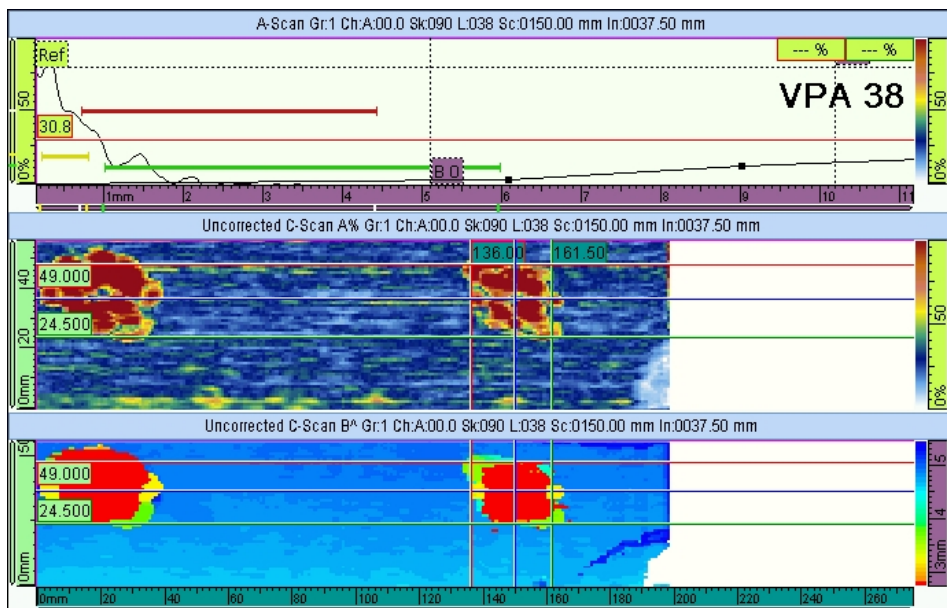 A-Scan Gr:1 Ch:A:00.0 Sk:090 L:038 Sc:0150.00 mm In:0037.50 mm
Ref
--- %
--- %
VPA 38
50
50
30.8
B 0
0%
0%
1mm 2 3 4 5 6 7 8 9 10 11
Uncorrected C-Scan A% Gr:1 Ch:A:00.0 Sk:090 L:038 Sc:0150.00 mm In:0037.50 mm
136.00
161.50
49.000
24.500
40
20
0mm
50
0%
Uncorrected C-Scan B^ Gr:1 Ch:A:00.0 Sk:090 L:038 Sc:0150.00 mm In:0037.50 mm
49.000
24.500
50
0mm
5
4
3mm
0mm 20 40 60 80 100 120 140 160 180 200 220 240 260